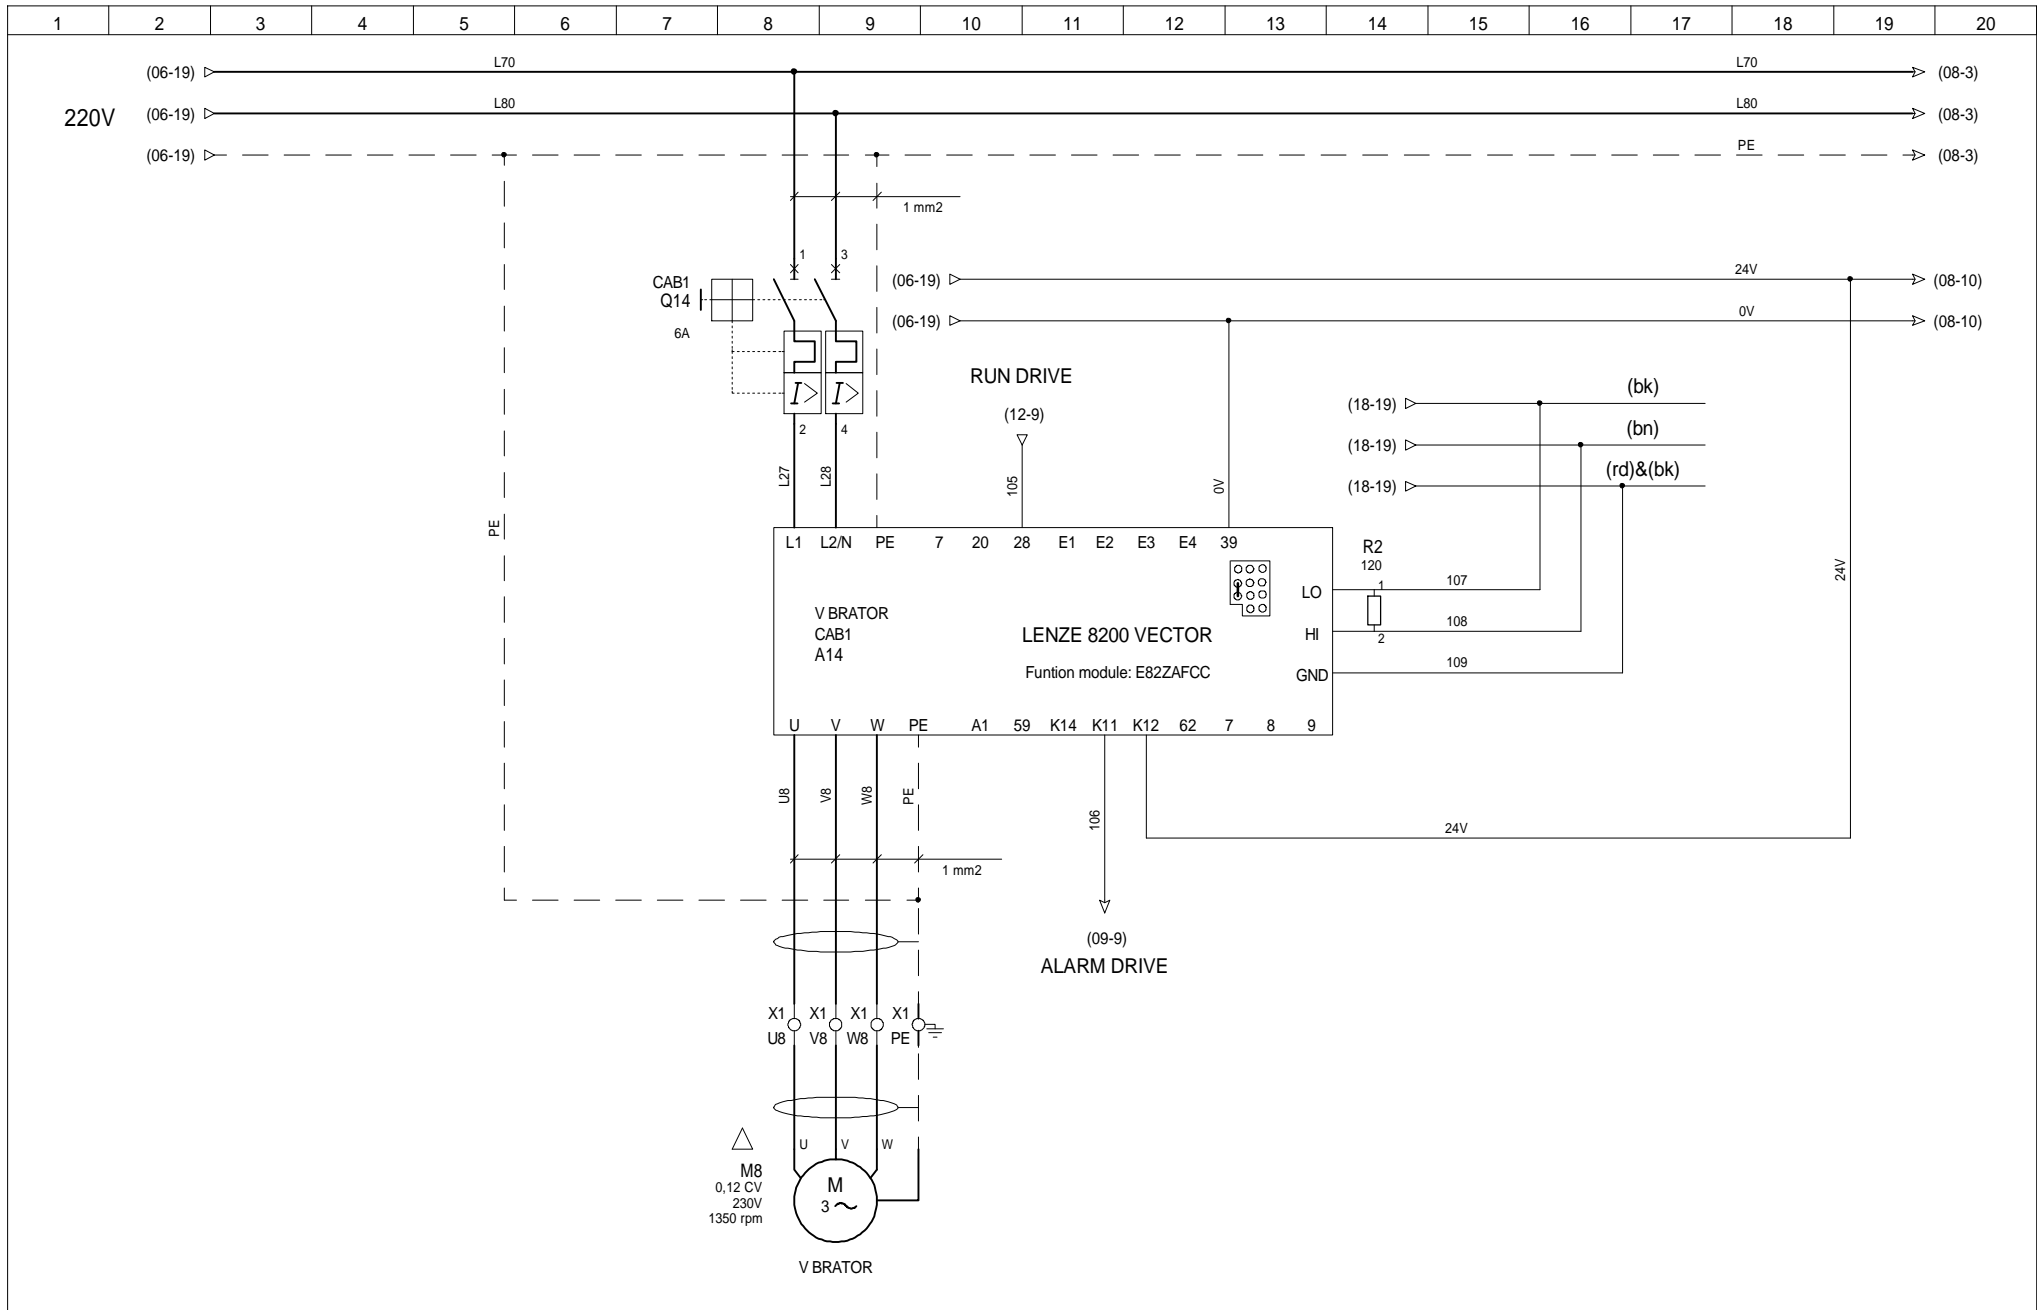 1 2 3 4 5 6 7 8 9 10 11 12 13 14 15 16 17 18 19 20
(06-19) L70 L70 (08-3)
220V (06-19) L80 L80 (08-3)
(06-19) PE (08-3)
1 mm2
1 3
CAB1
Q14
6A
(06-19) 24V (08-10)
(06-19) 0V (08-10)
I> I>
2 4
RUN DRIVE
(12-9)
(18-19) (bk)
(18-19) (bn)
(18-19) (rd)&(bk)
L27 L28 105 0V
PE
24V
L1 L2/N PE 7 20 28 E1 E2 E3 E4 39
R2
120
LO 1 107
HI 2 108
GND 109
V BRATOR
CAB1
A14
LENZE 8200 VECTOR
Funtion module: E82ZAFCC
U V W PE A1 59 K14 K11 K12 62 7 8 9
U8 V8 W8 PE 106
24V
1 mm2
(09-9)
ALARM DRIVE
X1 X1 X1 X1
U8 V8 W8 PE
U V W
M8
0,12 CV
230V
1350 rpm
M
3
V BRATOR